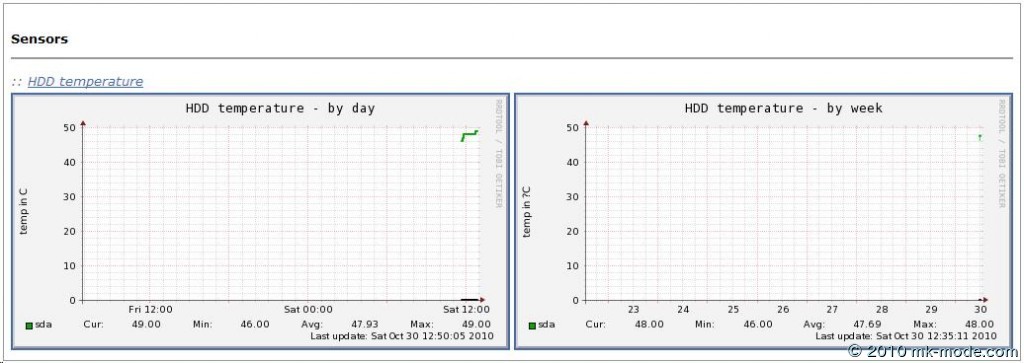 Sensors
:: HDD temperature
HDD temperature - by day
RRDTOOL / TOBI OETIKER
temp in C
50
40
30
20
10
0
Fri 12:00 Sat 00:00 Sat 12:00
sda Cur: 49.00 Min: 46.00 Avg: 47.93 Max: 49.00
Last update: Sat Oct 30 12:50:05 2010
HDD temperature - by week
RRDTOOL / TOBI OETIKER
temp in ?C
50
40
30
20
10
0
23 24 25 26 27 28 29 30
sda Cur: 48.00 Min: 46.00 Avg: 47.69 Max: 48.00
Last update: Sat Oct 30 12:35:11 2010
© 2010 mk-mode.com